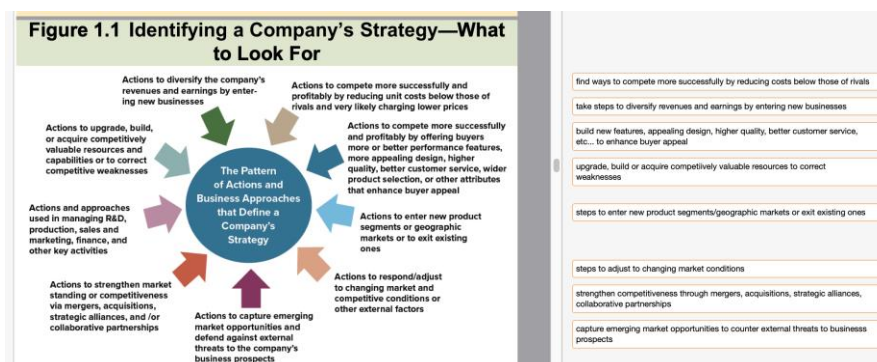 Figure 1.1 Identifying a Company's Strategy—What
to Look For
Actions to diversify the company's
revenues and earnings by enter-
ing new businesses
Actions to compete more successfully and
profitably by reducing unit costs below those of
rivals and very likely charging lower prices
Actions to upgrade, build,
or acquire competitively
valuable resources and
capabilities or to correct
competitive weaknesses
Actions to compete more successfully
and profitably by offering buyers
more or better performance features,
more appealing design, higher
quality, better customer service, wider
product selection, or other attributes
that enhance buyer appeal
The Pattern
of Actions and
Business Approaches
that Define a
Company's
Strategy
Actions and approaches
used in managing R&D,
production, sales and
marketing, finance, and
other key activities
Actions to enter new product
segments or geographic
markets or to exit existing
ones
Actions to strengthen market
standing or competitiveness
via mergers, acquisitions,
strategic alliances, and /or
collaborative partnerships
Actions to capture emerging
market opportunities and
defend against external
threats to the company's
business prospects
Actions to respond/adjust
to changing market and
competitive conditions or
other external factors
find ways to compete more successfully by reducing costs below those of rivals
take steps to diversify revenues and earnings by entering new businesses
build new features, appealing design, higher quality, better customer service,
etc... to enhance buyer appeal
upgrade, build or acquire competiively valuable resources to correct
weaknesses
steps to enter new product segments/geographic markets or exit existing ones
steps to adjust to changing market conditions
strengthen competitiveness through mergers, acquisitions, strategic alliances,
collaborative partnerships
capture emerging market opportunities to counter external threats to businesss
prospects